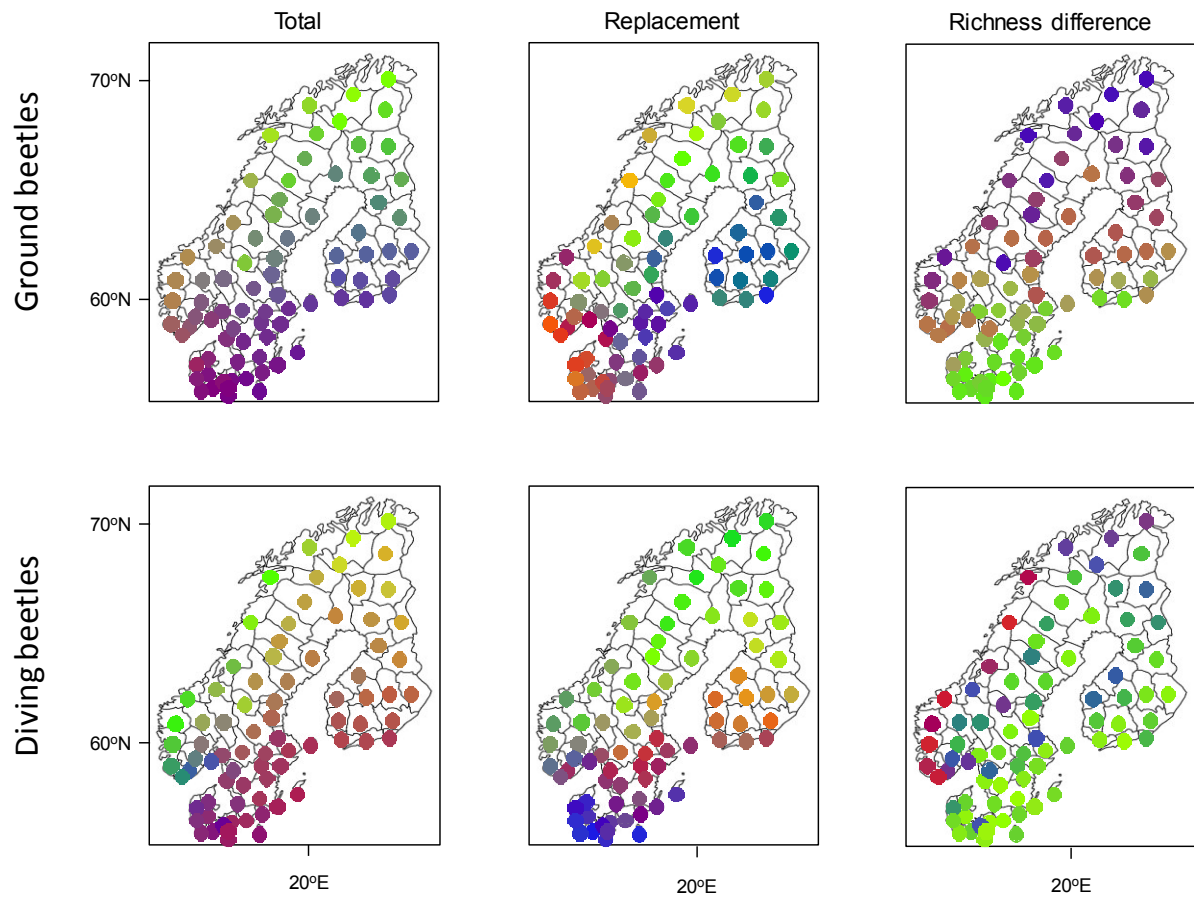 Total Replacement Richness difference
Ground beetles
70ºN
60ºN
Diving beetles
70ºN
60ºN
20ºE 20ºE 20ºE